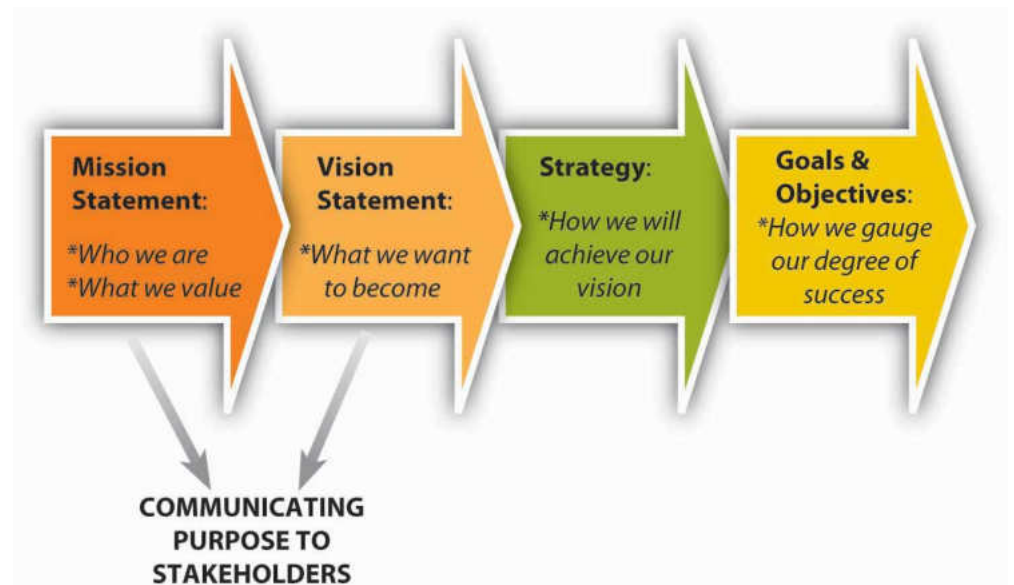 Mission
Statement:
*Who we are
*What we value
Vision
Statement:
*What we want
to become
Strategy:
*How we will
achieve our
vision
Goals &
Objectives:
*How we gauge
our degree of
success
COMMUNICATING
PURPOSE TO
STAKEHOLDERS